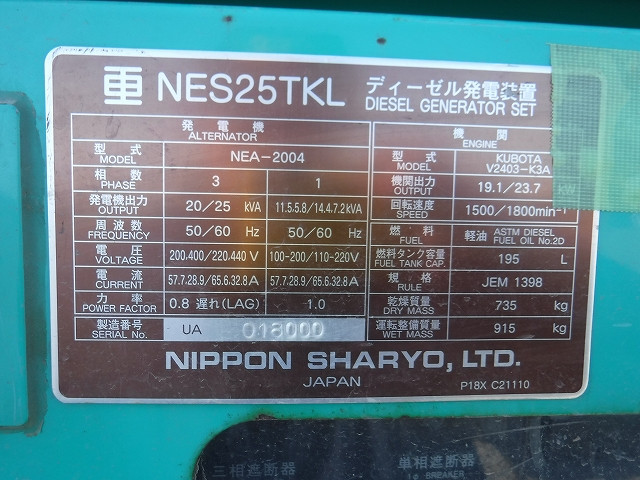 NES25TKL ディーゼル発電装置
DIESEL GENERATOR SET
発電機
ALTERNATOR
型式 MODEL NEA-2004
相数 PHASE 3 1
発電機出力 OUTPUT 20/25 kVA 11.5.5.8/14.4.7.2kVA
周波数 FREQUENCY 50/60 Hz 50/60 Hz
電圧 VOLTAGE 200.400/220.440 V 100-200/110-220V
電流 CURRENT 57.7.28.9/65.6.32.8 A 57.7.28.9/65.6.32.8 A
力率 POWER FACTOR 0.8 遅れ(LAG) 1.0
製造番号 SERIAL No. UA 018000
機関
ENGINE
型式 MODEL KUBOTA V2403-K3A
機関出力 OUTPUT 19.1/23.7 kW
回転速度 SPEED 1500/1800min⁻¹
燃料 FUEL 軽油 ASTM DIESEL FUEL OIL No.2D
燃料タンク容量 FUEL TANK CAP. 195 L
規格 RULE JEM 1398
乾燥質量 DRY MASS 735 kg
運転整備質量 WET MASS 915 kg
NIPPON SHARYO, LTD.
JAPAN
P18X C21110
三相遮断器
単相遮断器